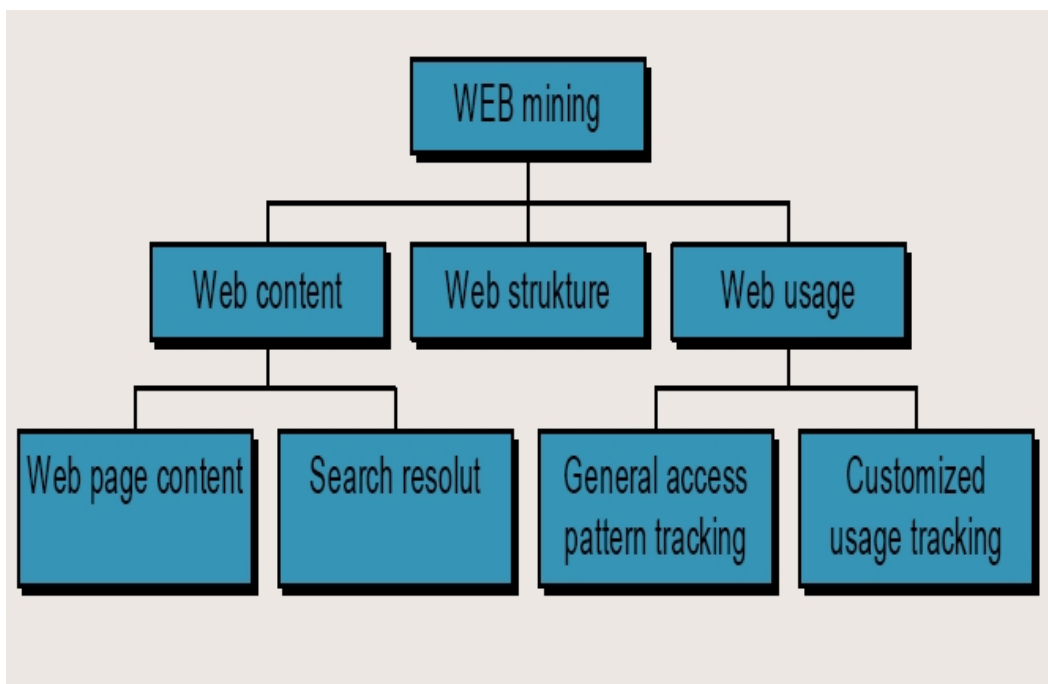 WEB mining
Web content
Web strukture
Web usage
Web page content
Search resolut
General access
pattern tracking
Customized
usage tracking